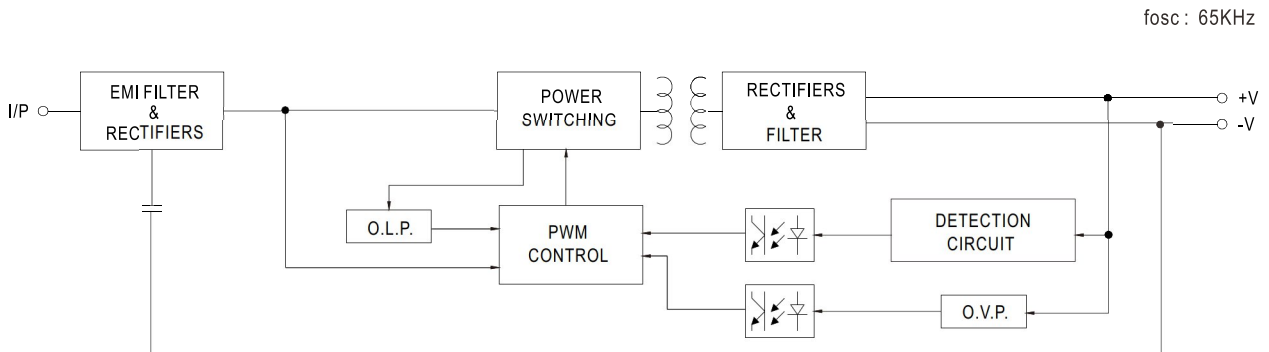 fosc : 65KHz
I/P
EMI FILTER
&
RECTIFIERS
POWER
SWITCHING
RECTIFIERS
&
FILTER
+V
-V
O.L.P.
PWM
CONTROL
DETECTION
CIRCUIT
O.V.P.